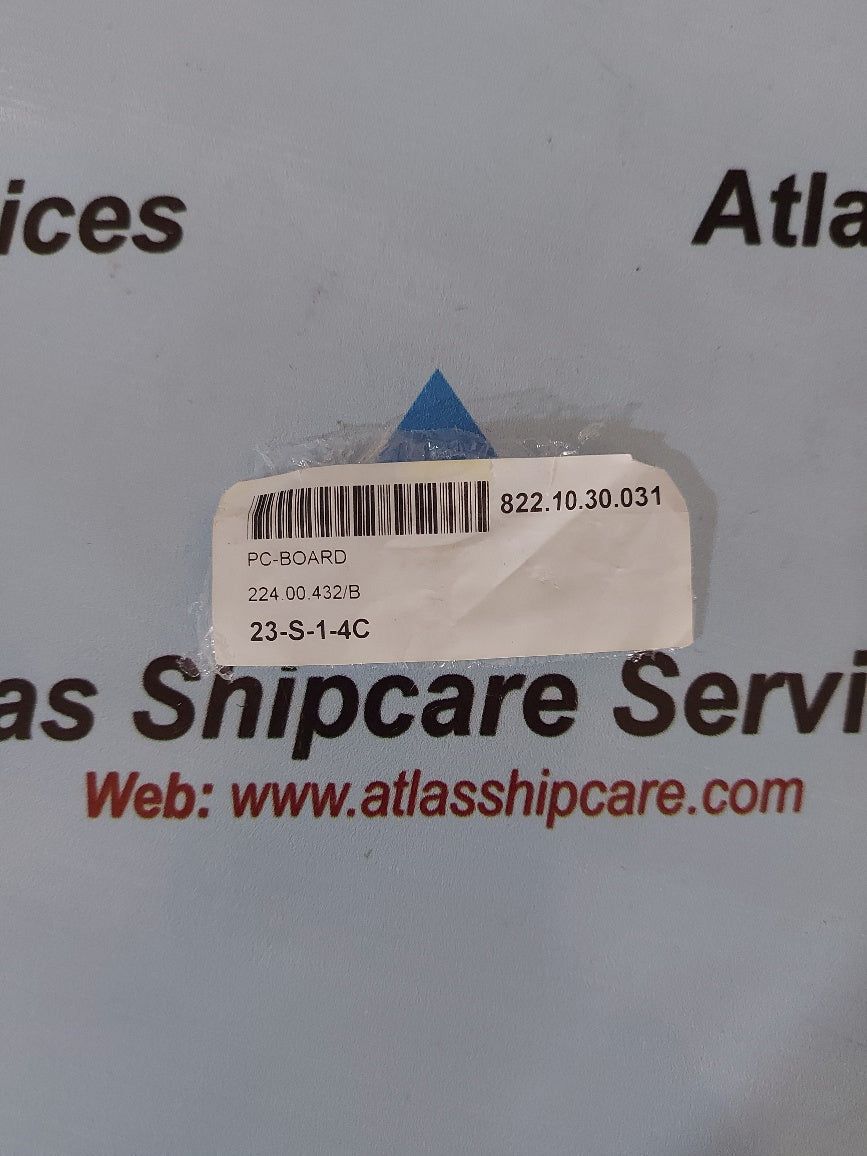 ices
Atla
822.10.30.031
PC-BOARD
224.00.432/B
23-S-1-4C
as Shipcare Servi
Web: www.atlasshipcare.com